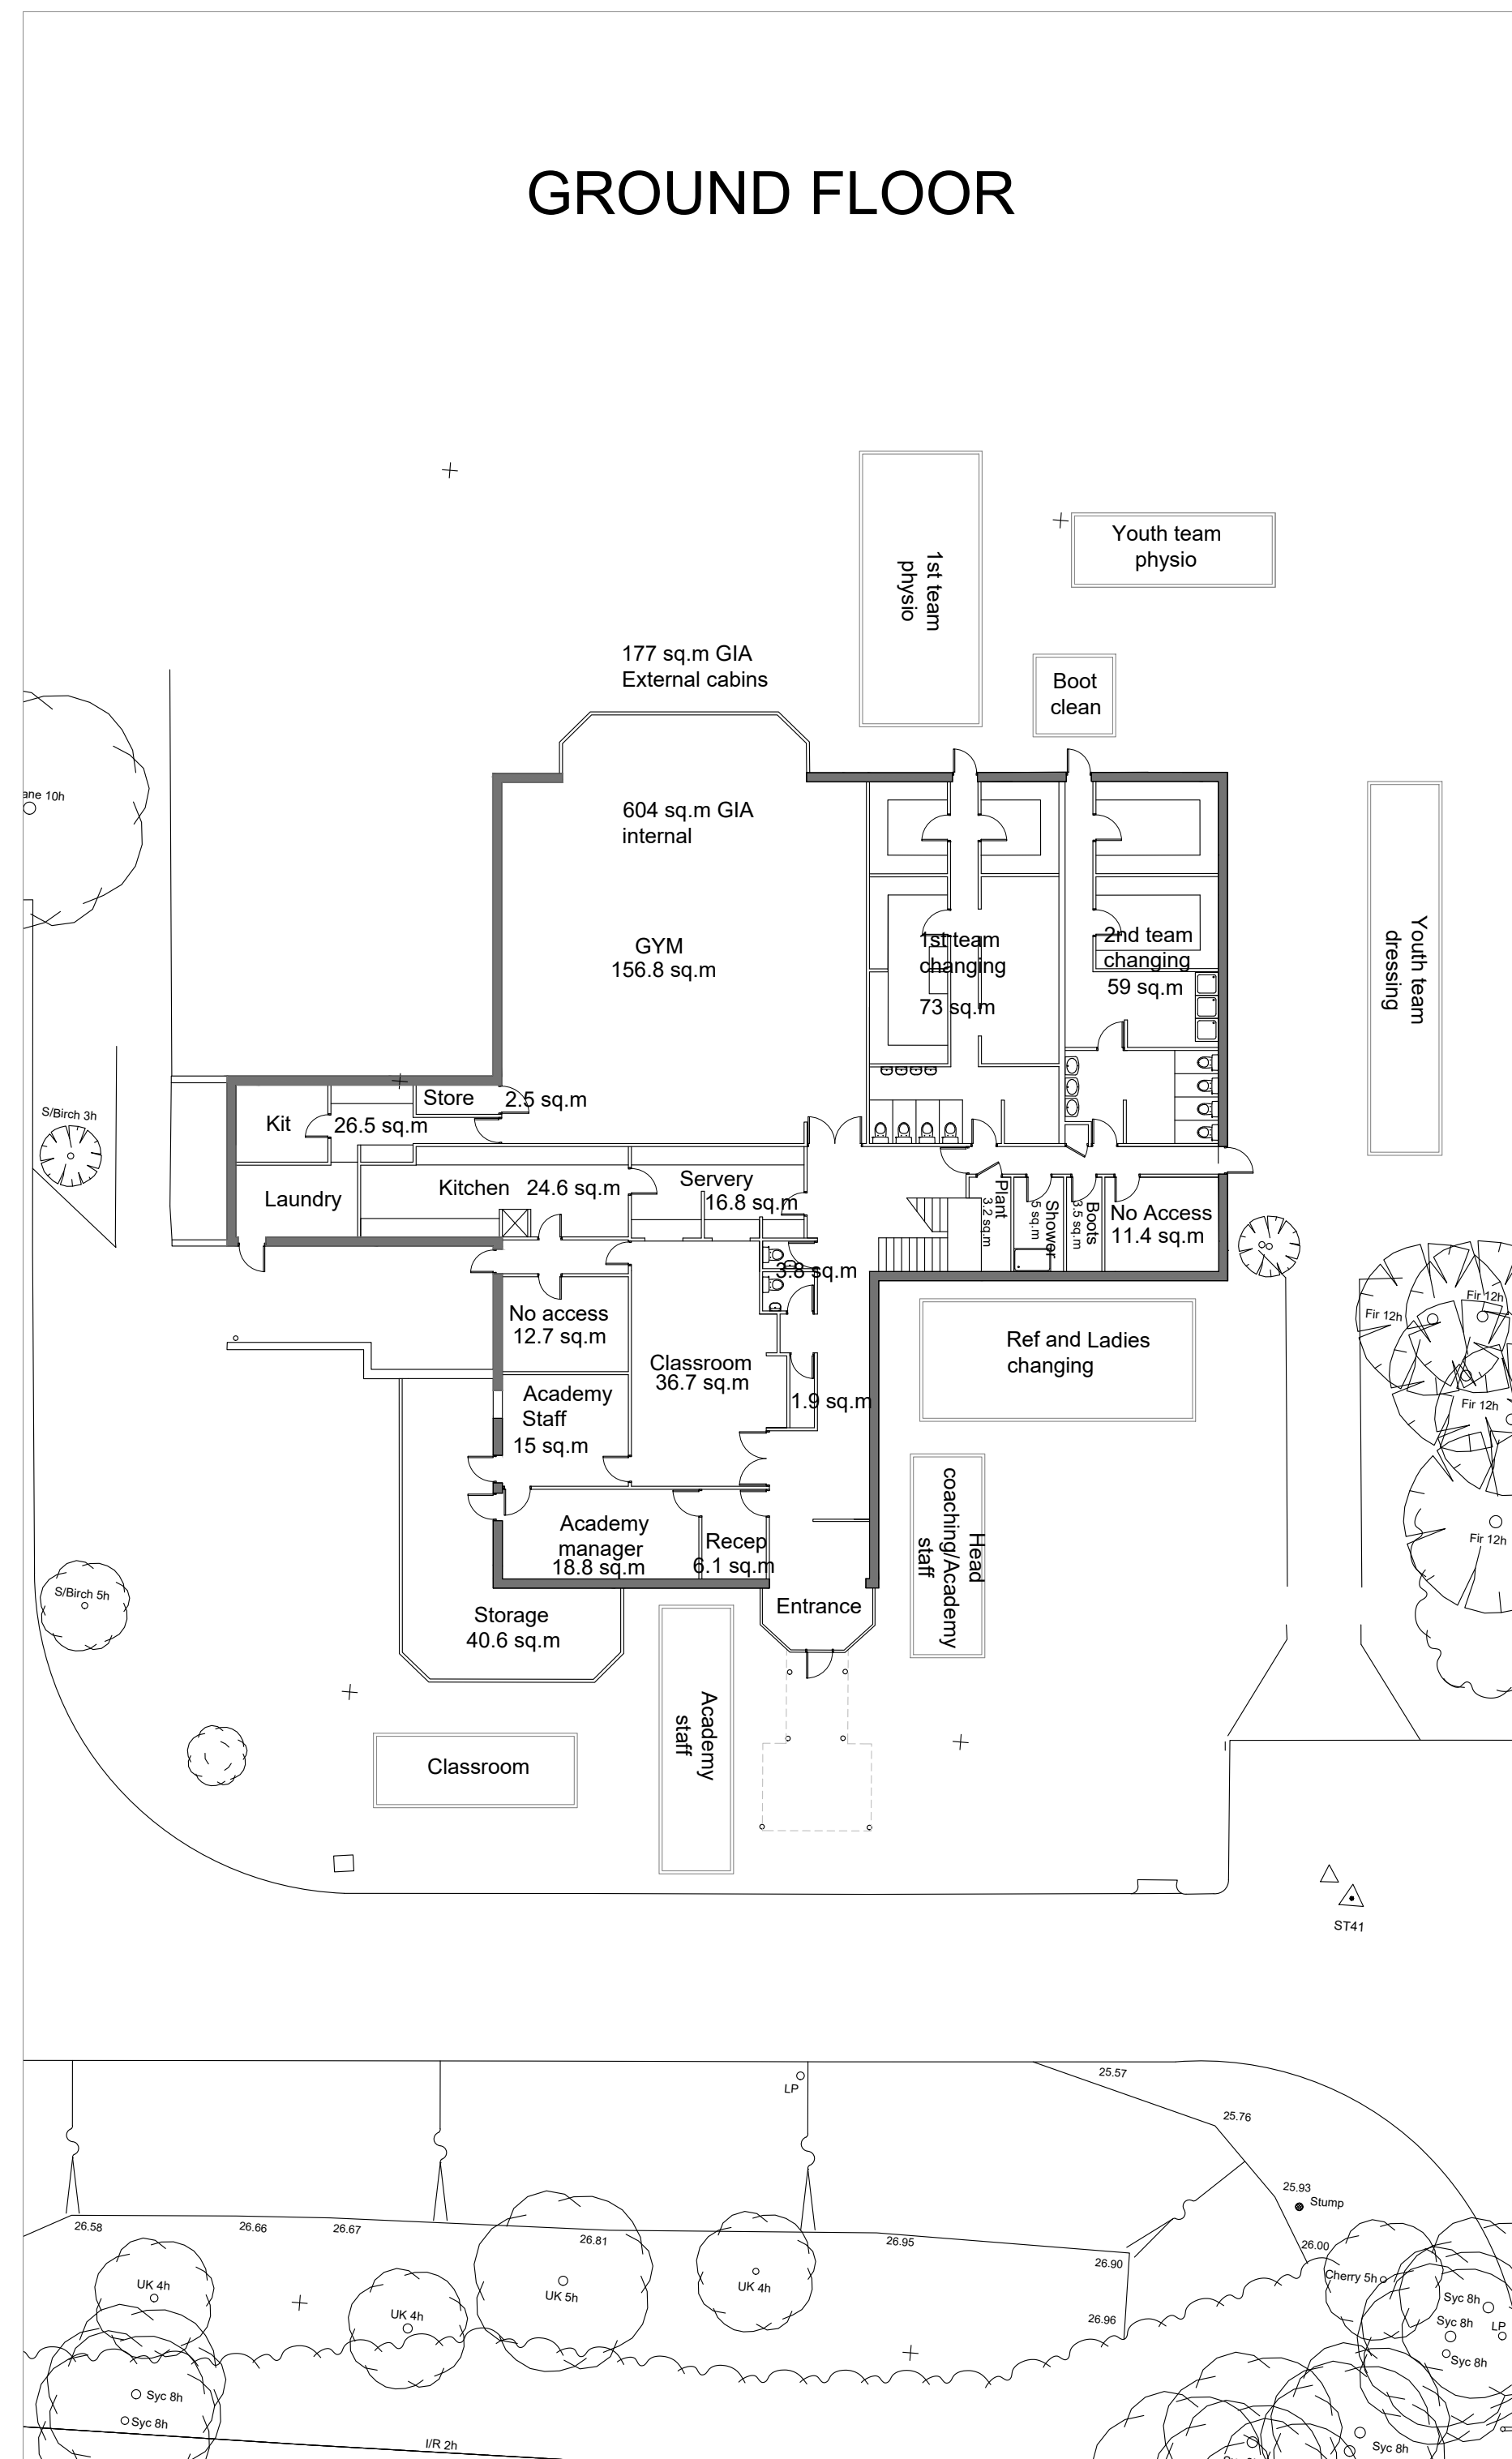 GROUND FLOOR
1st team
physio
Youth team
physio
177 sq.m GIA
External cabins
Boot
clean
604 sq.m GIA
internal
ane 10h
GYM
156.8 sq.m
1st team
changing
73 sq.m
2nd team
changing
59 sq.m
Youth team
dressing
S/Birch 3h
Kit
26.5 sq.m
Store
2.5 sq.m
Laundry
Kitchen 24.6 sq.m
Servery
16.8 sq.m
Plant
3.2 sq.m
Shower
5 sq.m
Boots
3.5 sq.m
No Access
11.4 sq.m
3.8 sq.m
No access
12.7 sq.m
Classroom
36.7 sq.m
Ref and Ladies
changing
Fir 12h
Fir 12h
Fir 12h
Fir 12h
Academy
Staff
15 sq.m
1.9 sq.m
Academy
manager
18.8 sq.m
Recep
6.1 sq.m
Head
coaching/Academy
staff
S/Birch 5h
Storage
40.6 sq.m
Entrance
Academy
staff
Classroom
ST41
LP
25.57
25.76
25.93
Stump
26.00
26.58
26.66
26.67
26.81
26.95
26.90
26.96
Cherry 5h
UK 4h
UK 4h
UK 5h
UK 4h
Syc 8h
Syc 8h
LP
Syc 8h
Syc 8h
Syc 8h
I/R 2h
Syc 8h